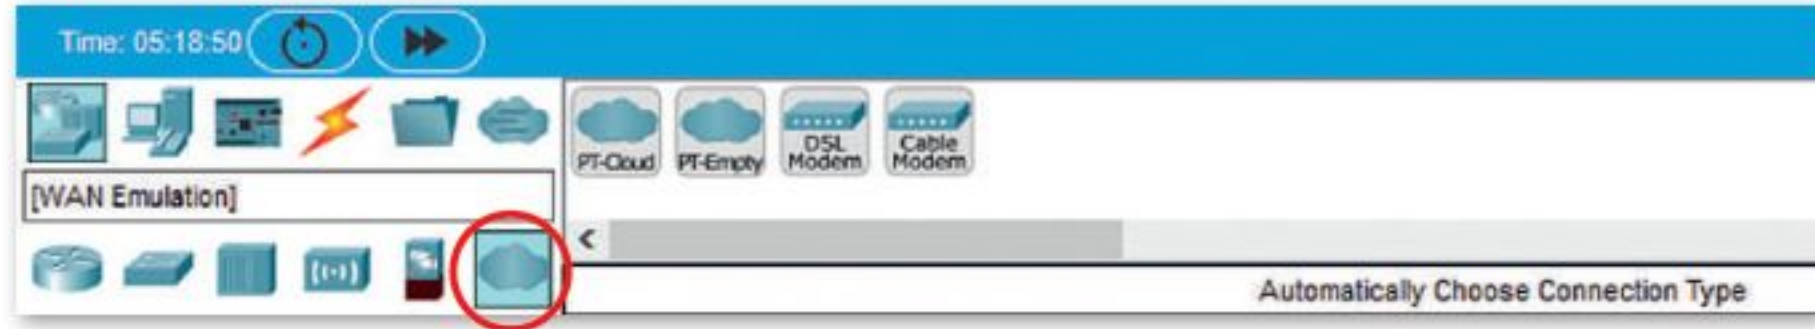 Time: 05:18:50
PT-Cloud
PT-Empty
DSL
Modem
Cable
Modem
[WAN Emulation]
Automatically Choose Connection Type